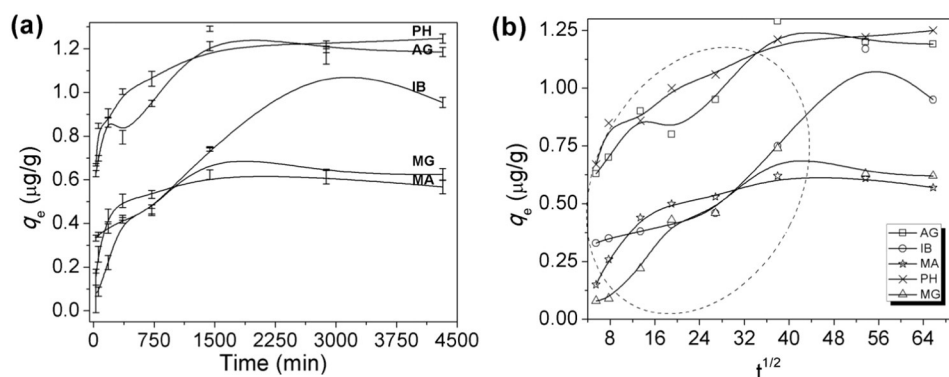 (a)
PH
AG
IB
MG
MA
1.2
1.0
0.8
0.6
0.4
0.2
0.0
qe (µg/g)
0 750 1500 2250 3000 3750 4500
Time (min)
(b)
1.25
1.00
0.75
0.50
0.25
0.00
qe (µg/g)
AG
IB
MA
PH
MG
8 16 24 32 40 48 56 64
t1/2